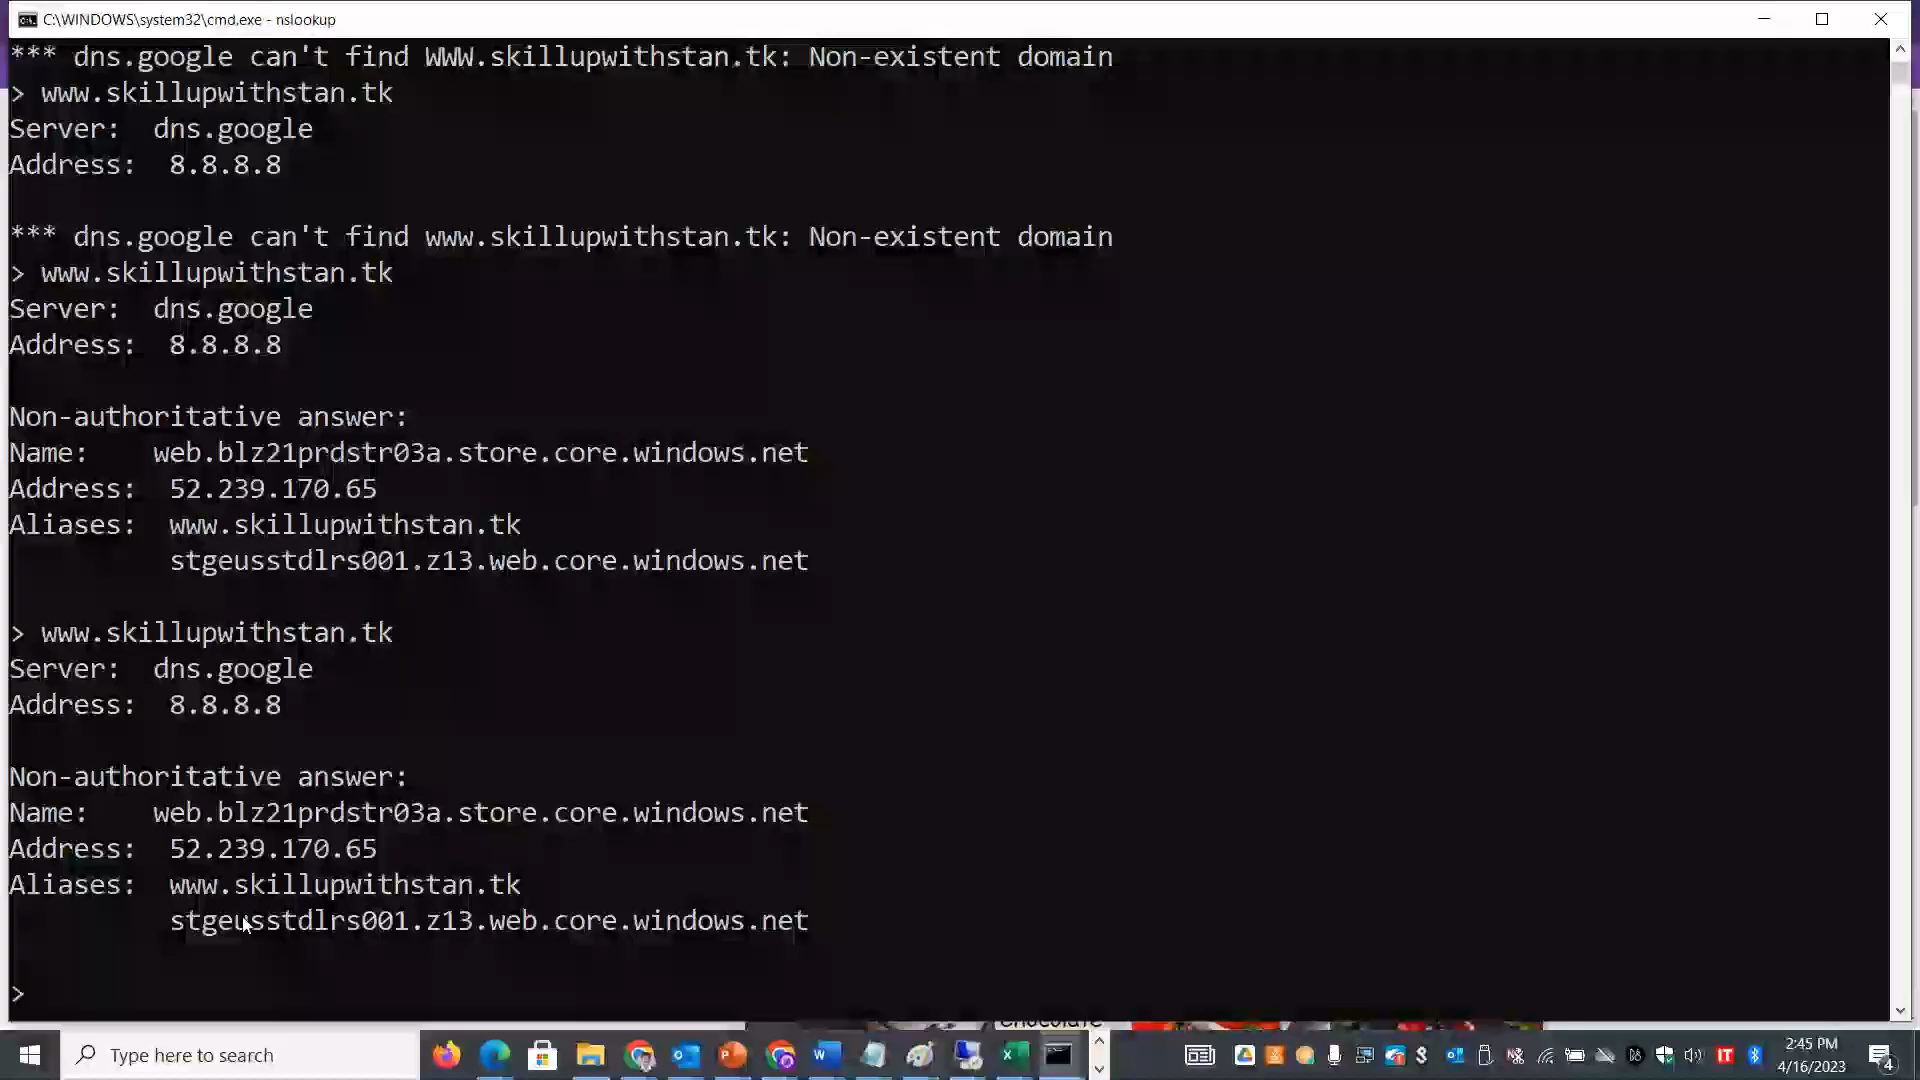 C:\WINDOWS\system32\cmd.exe - nslookup
*** dns.google can't find WWW.skillupwithstan.tk: Non-existent domain
> www.skillupwithstan.tk
Server:  dns.google
Address:  8.8.8.8
*** dns.google can't find www.skillupwithstan.tk: Non-existent domain
> www.skillupwithstan.tk
Server:  dns.google
Address:  8.8.8.8
Non-authoritative answer:
Name:    web.blz21prdstr03a.store.core.windows.net
Address:  52.239.170.65
Aliases:  www.skillupwithstan.tk
stgeusstdlrs001.z13.web.core.windows.net
> www.skillupwithstan.tk
Server:  dns.google
Address:  8.8.8.8
Non-authoritative answer:
Name:    web.blz21prdstr03a.store.core.windows.net
Address:  52.239.170.65
Aliases:  www.skillupwithstan.tk
stgeusstdlrs001.z13.web.core.windows.net
>
Type here to search
2:45 PM
4/16/2023
4